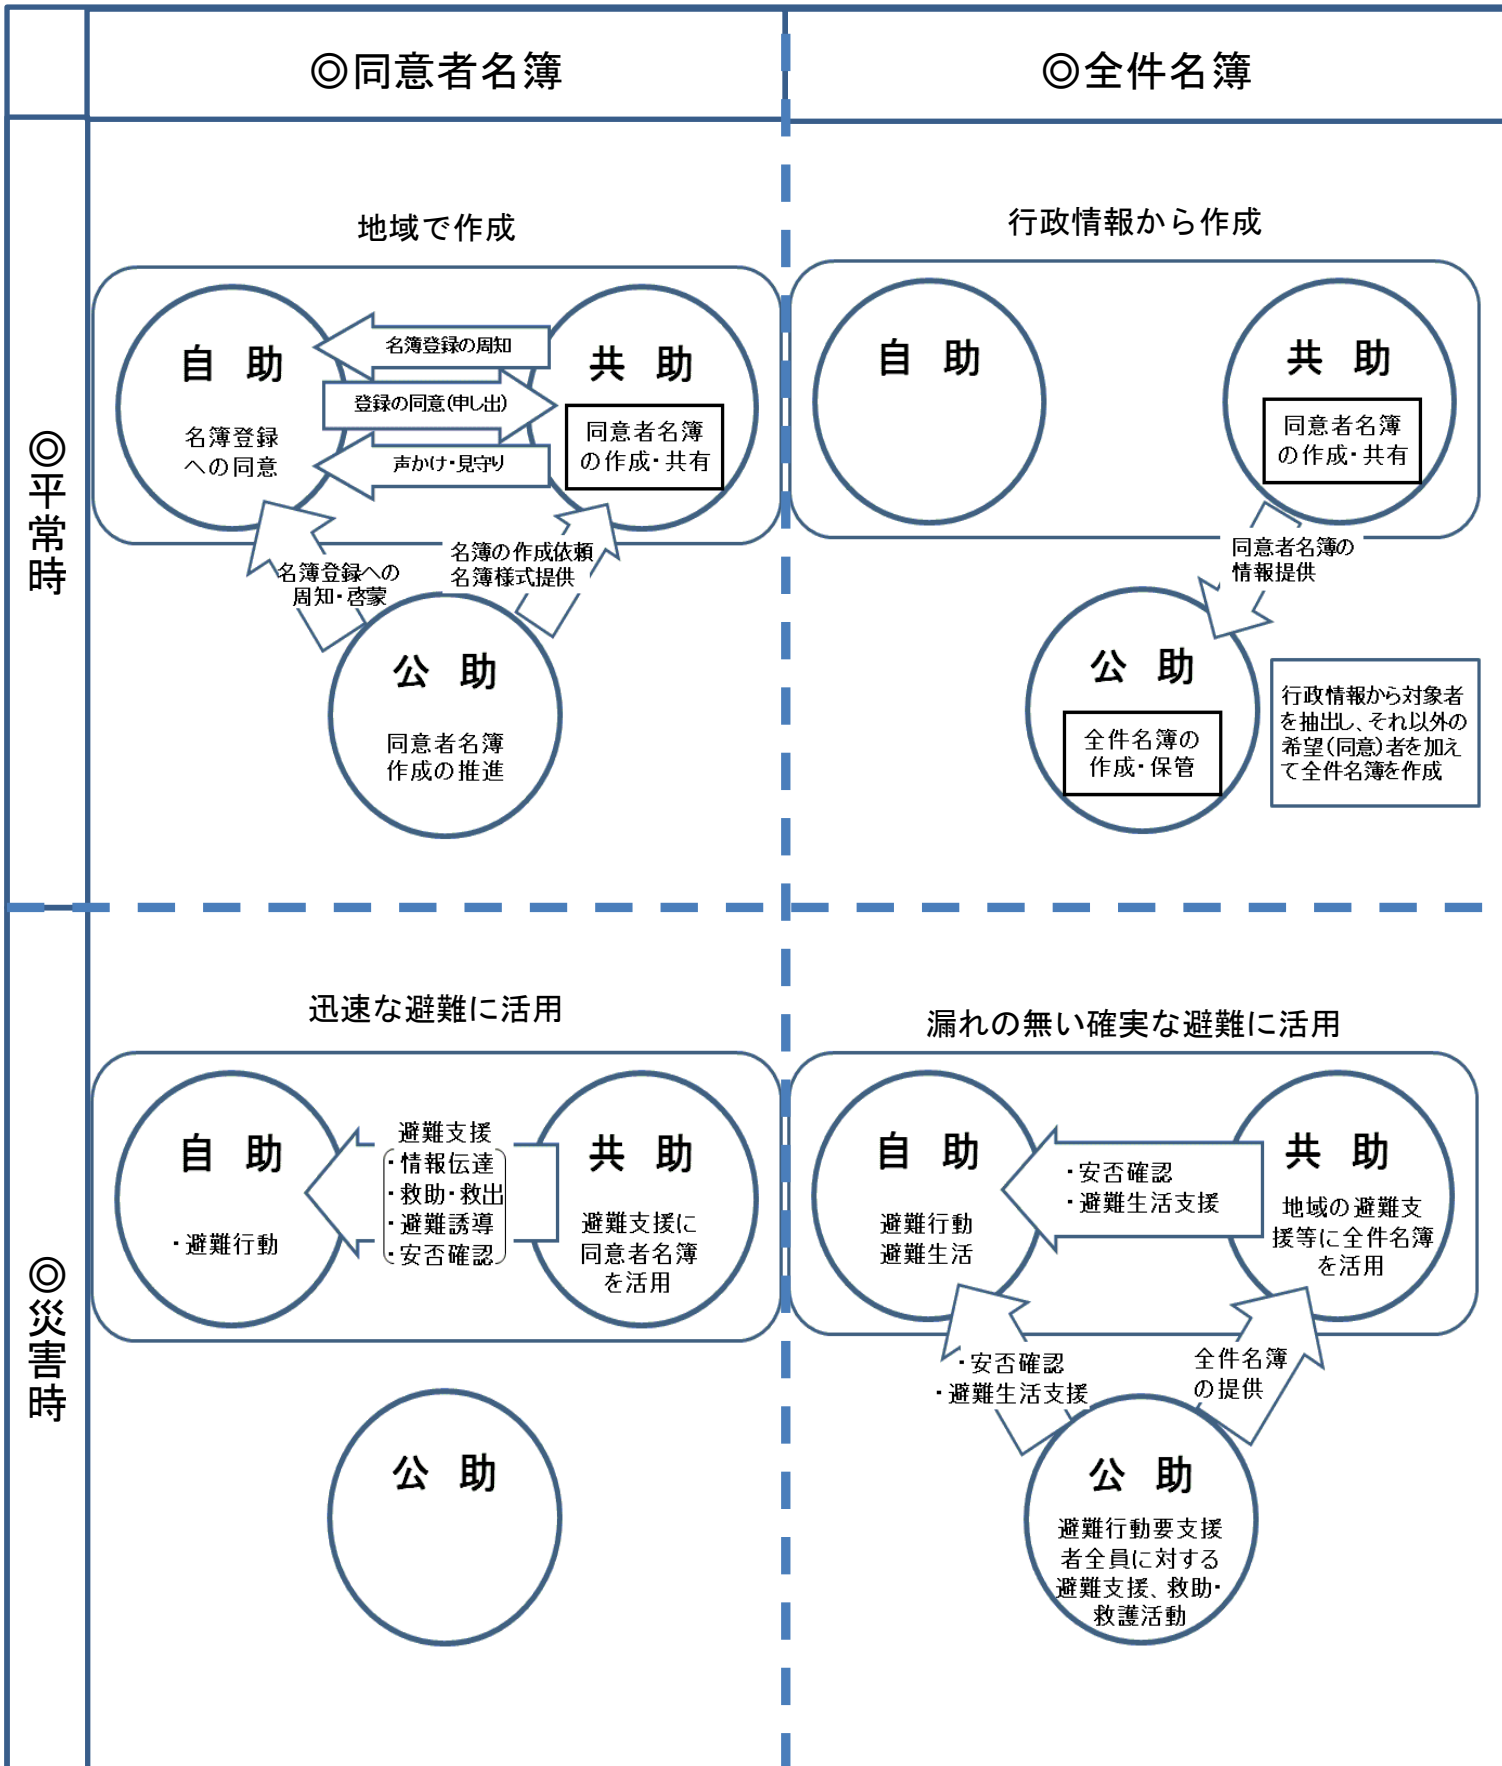 ◎同意者名簿
◎全件名簿
◎平常時
地域で作成
自 助
名簿登録
への同意
名簿登録の周知
登録の同意(申し出)
声かけ・見守り
共 助
同意者名簿
の作成・共有
名簿登録への
周知・啓蒙
名簿の作成依頼
名簿様式提供
公 助
同意者名簿
作成の推進
行政情報から作成
自 助
共 助
同意者名簿
の作成・共有
同意者名簿の
情報提供
公 助
全件名簿の
作成・保管
行政情報から対象者
を抽出し、それ以外の
希望(同意)者を加え
て全件名簿を作成
◎災害時
迅速な避難に活用
自 助
・避難行動
避難支援
・情報伝達
・救助・救出
・避難誘導
・安否確認
共 助
避難支援に
同意者名簿
を活用
公 助
漏れの無い確実な避難に活用
自 助
避難行動
避難生活
・安否確認
・避難生活支援
共 助
地域の避難支
援等に全件名簿
を活用
・安否確認
・避難生活支援
全件名簿
の提供
公 助
避難行動要支援
者全員に対する
避難支援、救助・
救護活動